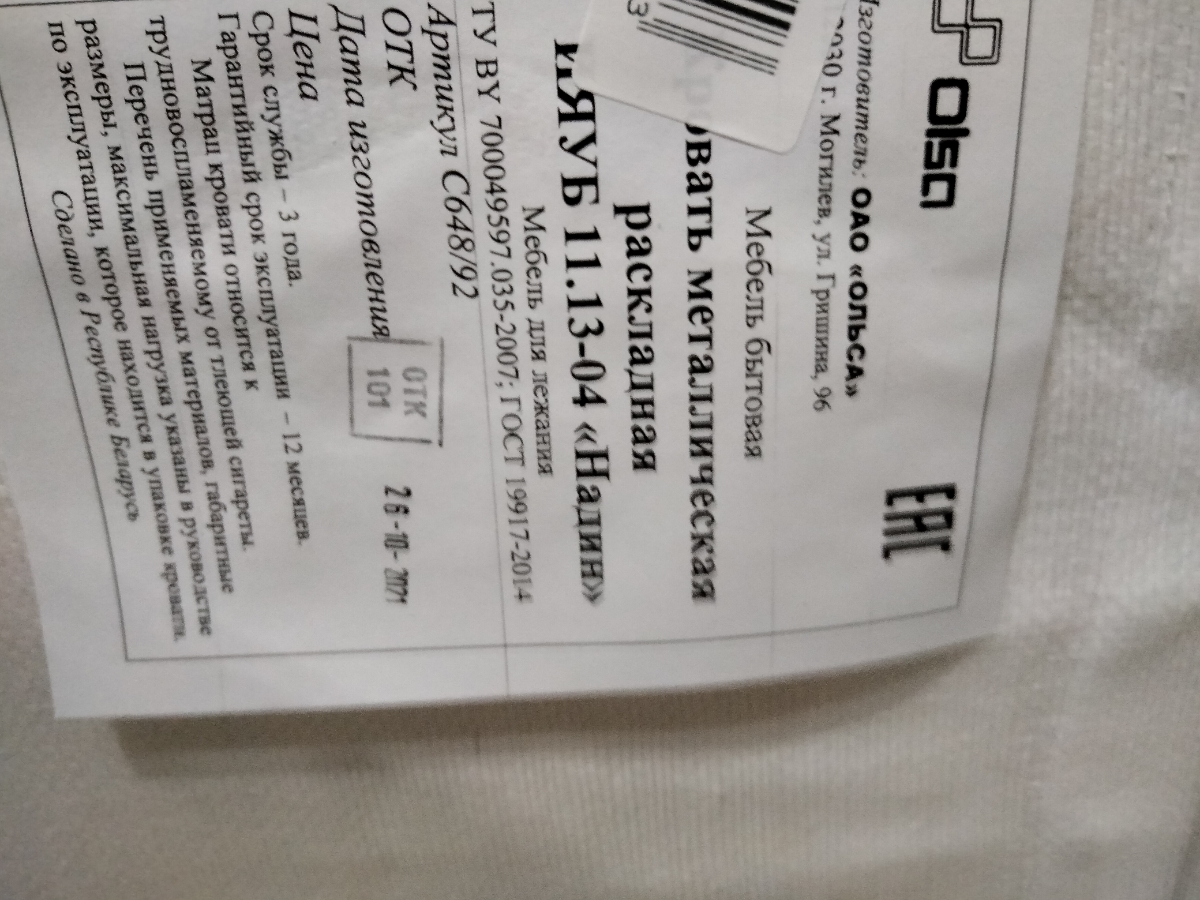 olsa
Изготовитель: ОАО «ОЛЬСА»
г. Могилев, ул. Гришина, 96
ЕАС
3
Мебель бытовая
металлическая
раскладная
11.13-04 «Надин»
Мебель для лежания
ТУ BY 700049597.035-2007; ГОСТ 19917-2014
Артикул С648/92
ОТК
ОТК
101
Дата изготовления
26-10-2021
Цена
Срок службы – 3 года.
Гарантийный срок эксплуатации – 12 месяцев.
Матрац кровати относится к
трудновоспламеняемому от тлеющей сигареты.
Перечень применяемых материалов, габаритные
размеры, максимальная нагрузка указаны в руководстве
по эксплуатации, которое находится в упаковке кровати.
Сделано в Республике Беларусь